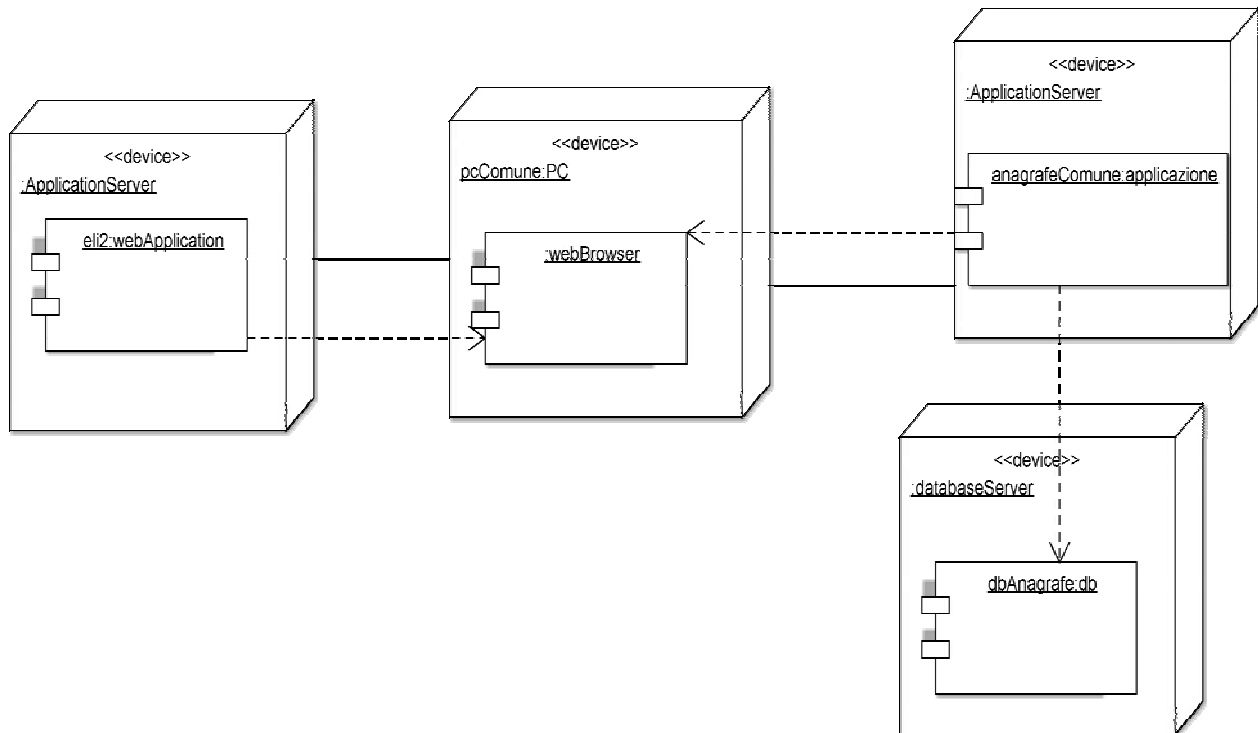 <<device>>
:ApplicationServer
eli2:webApplication
<<device>>
pcComune:PC
:webBrowser
<<device>>
:ApplicationServer
anagrafeComune:applicazione
<<device>>
:databaseServer
dbAnagrafe:db